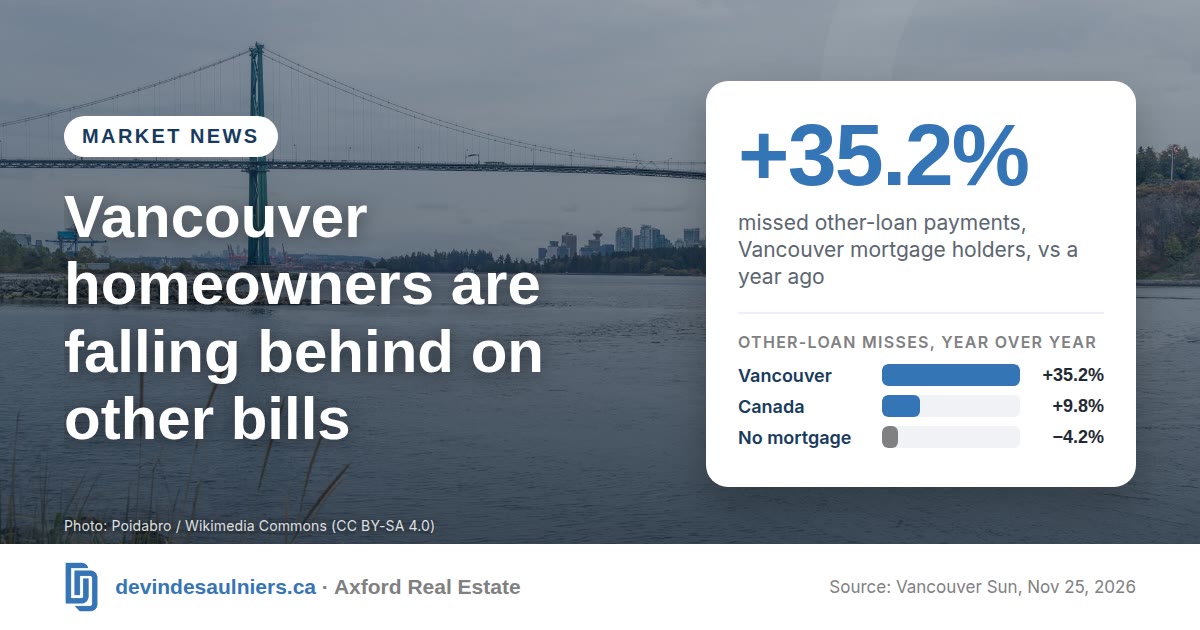 MARKET NEWS
Vancouver
homeowners are
falling behind on
other bills
Photo: Poidabro / Wikimedia Commons (CC BY-SA 4.0)
+35.2%
missed other-loan payments,
Vancouver mortgage holders, vs a
year ago
OTHER-LOAN MISSES, YEAR OVER YEAR
Vancouver +35.2%
Canada +9.8%
No mortgage −4.2%
devindesaulniers.ca · Axford Real Estate
Source: Vancouver Sun, Nov 25, 2026